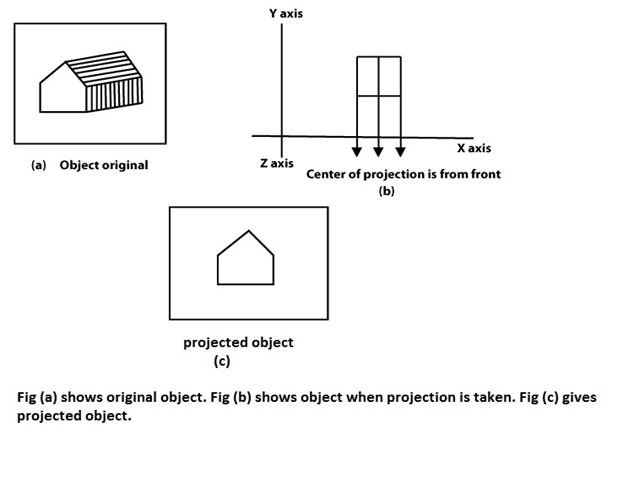 Y axis
X axis
(a) Object original
Z axis
Center of projection is from front
(b)
projected object
(c)
Fig (a) shows original object. Fig (b) shows object when projection is taken. Fig (c) gives
projected object.